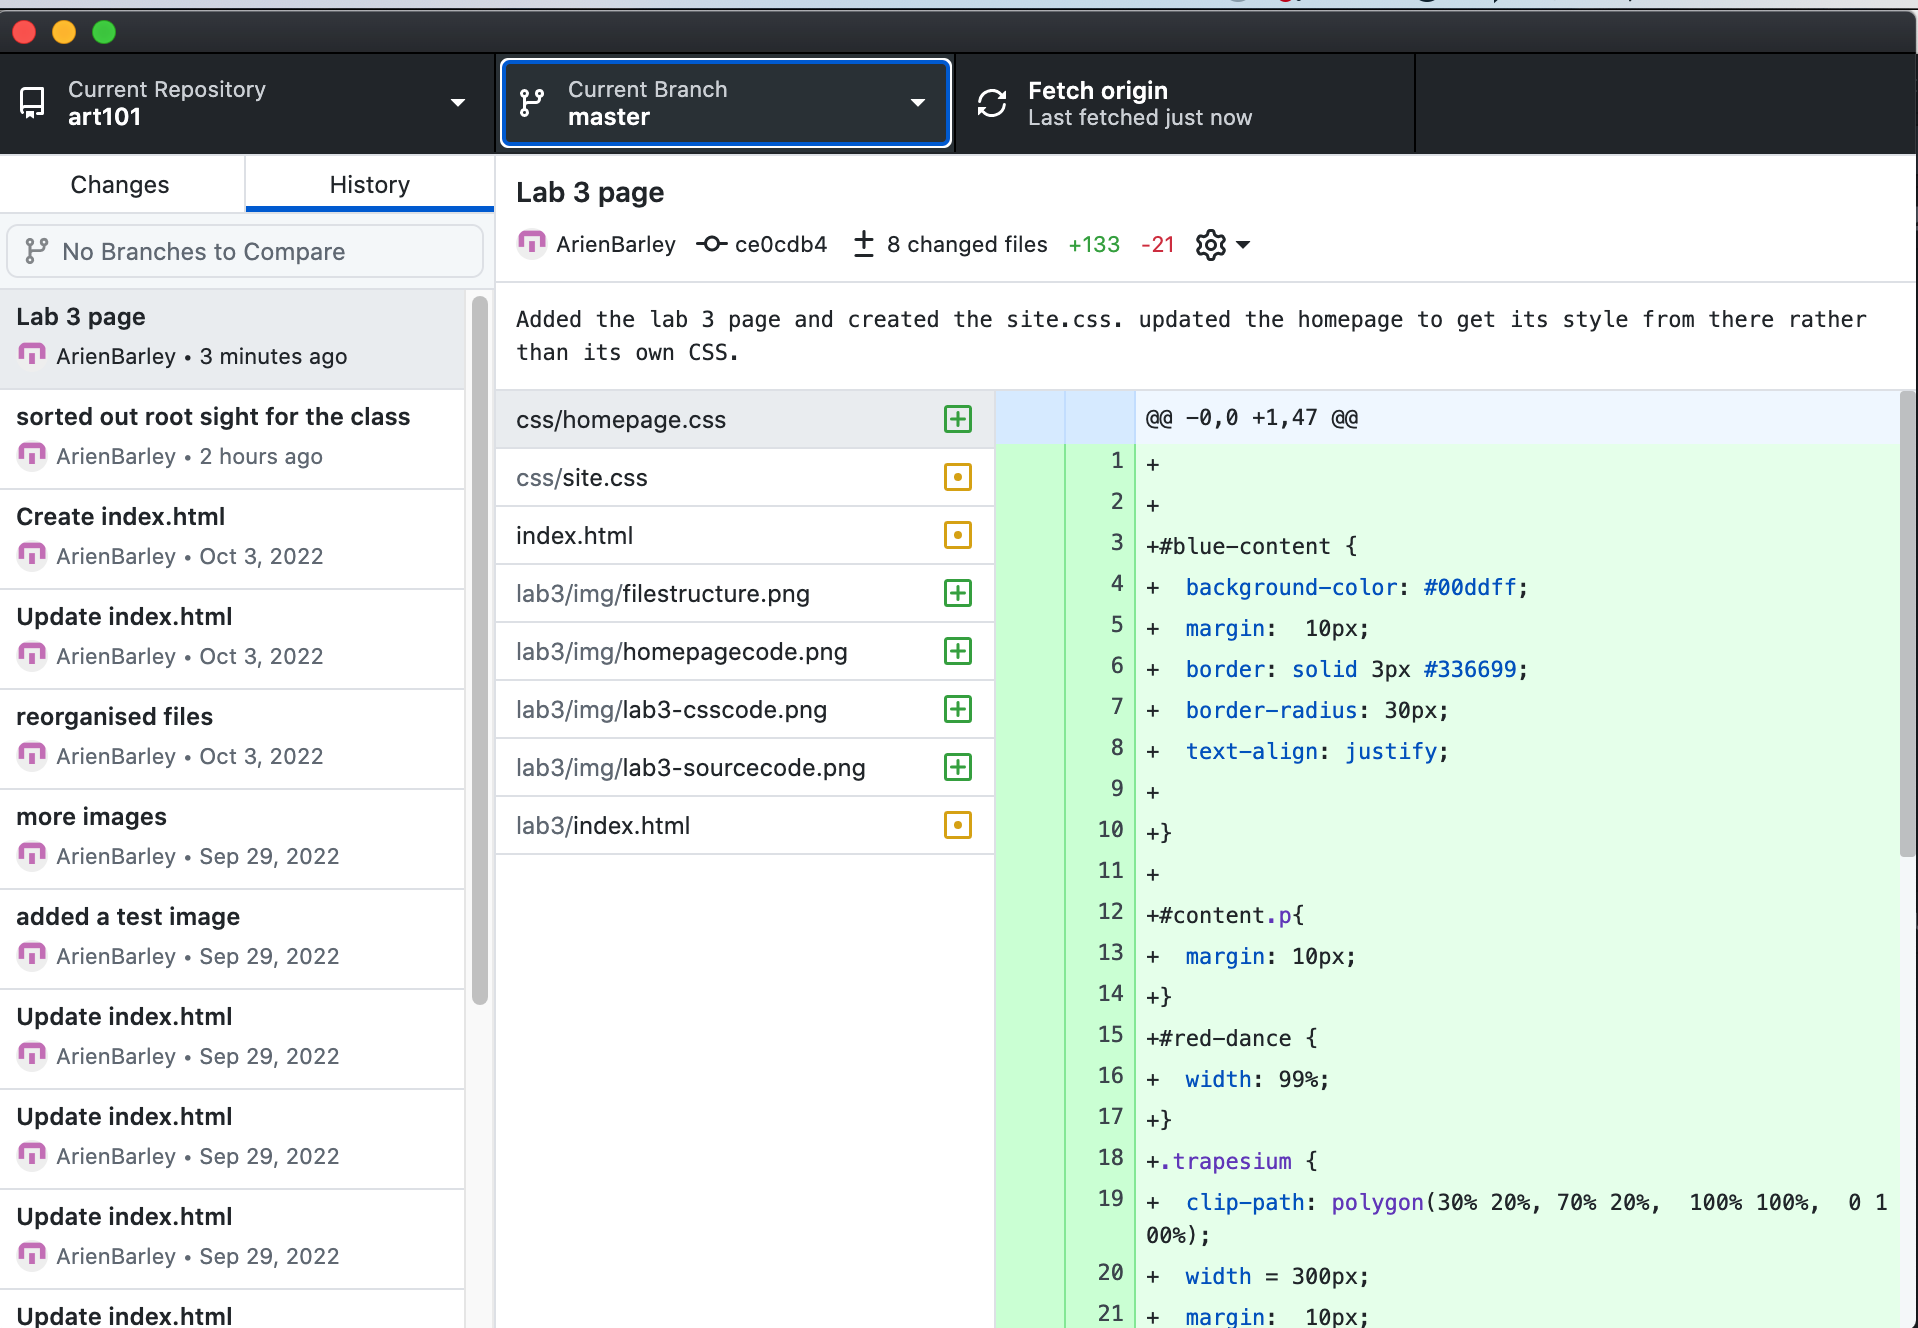 Current Repository
art101
Current Branch
master
Fetch origin
Last fetched just now
Changes
History
No Branches to Compare
Lab 3 page
ArienBarley • 3 minutes ago
sorted out root sight for the class
ArienBarley • 2 hours ago
Create index.html
ArienBarley • Oct 3, 2022
Update index.html
ArienBarley • Oct 3, 2022
reorganised files
ArienBarley • Oct 3, 2022
more images
ArienBarley • Sep 29, 2022
added a test image
ArienBarley • Sep 29, 2022
Update index.html
ArienBarley • Sep 29, 2022
Update index.html
ArienBarley • Sep 29, 2022
Update index.html
ArienBarley • Sep 29, 2022
Update index.html
Lab 3 page
ArienBarley ce0cdb4 8 changed files +133 -21
Added the lab 3 page and created the site.css. updated the homepage to get its style from there rather
than its own CSS.
css/homepage.css
css/site.css
index.html
lab3/img/filestructure.png
lab3/img/homepagecode.png
lab3/img/lab3-csscode.png
lab3/img/lab3-sourcecode.png
lab3/index.html
@@ -0,0 +1,47 @@
1 +
2 +
3 +#blue-content {
4 +  background-color: #00ddff;
5 +  margin:  10px;
6 +  border: solid 3px #336699;
7 +  border-radius: 30px;
8 +  text-align: justify;
9 +
10 +}
11 +
12 +#content.p{
13 +  margin: 10px;
14 +}
15 +#red-dance {
16 +  width: 99%;
17 +}
18 +.trapesium {
19 +  clip-path: polygon(30% 20%, 70% 20%,  100% 100%,  0 1
00%);
20 +  width = 300px;
21 +  margin:  10px;